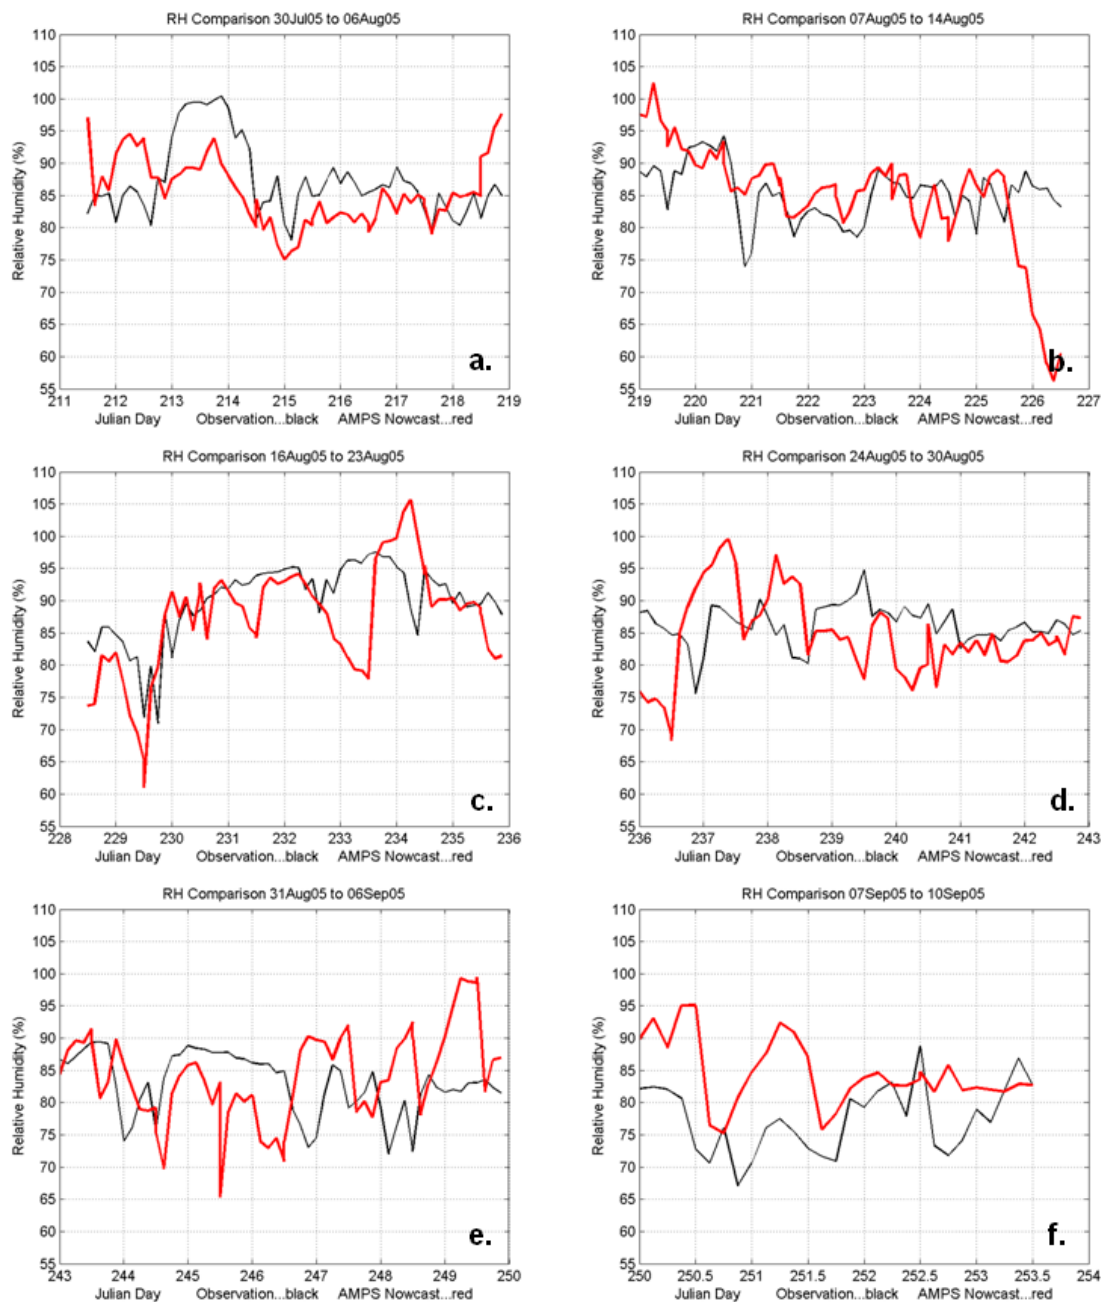 RH Comparison 30Jul05 to 06Aug05
110
105
100
95
90
85
80
75
70
65
60
55
Relative Humidity (%)
a.
211 212 213 214 215 216 217 218 219
Julian Day Observation...black AMPS Nowcast...red
RH Comparison 07Aug05 to 14Aug05
110
105
100
95
90
85
80
75
70
65
60
55
Relative Humidity (%)
b.
219 220 221 222 223 224 225 226 227
Julian Day Observation...black AMPS Nowcast...red
RH Comparison 16Aug05 to 23Aug05
110
105
100
95
90
85
80
75
70
65
60
55
Relative Humidity (%)
c.
228 229 230 231 232 233 234 235 236
Julian Day Observation...black AMPS Nowcast...red
RH Comparison 24Aug05 to 30Aug05
110
105
100
95
90
85
80
75
70
65
60
55
Relative Humidity (%)
d.
236 237 238 239 240 241 242 243
Julian Day Observation...black AMPS Nowcast...red
RH Comparison 31Aug05 to 06Sep05
110
105
100
95
90
85
80
75
70
65
60
55
Relative Humidity (%)
e.
243 244 245 246 247 248 249 250
Julian Day Observation...black AMPS Nowcast...red
RH Comparison 07Sep05 to 10Sep05
110
105
100
95
90
85
80
75
70
65
60
55
Relative Humidity (%)
f.
250 250.5 251 251.5 252 252.5 253 253.5 254
Julian Day Observation...black AMPS Nowcast...red